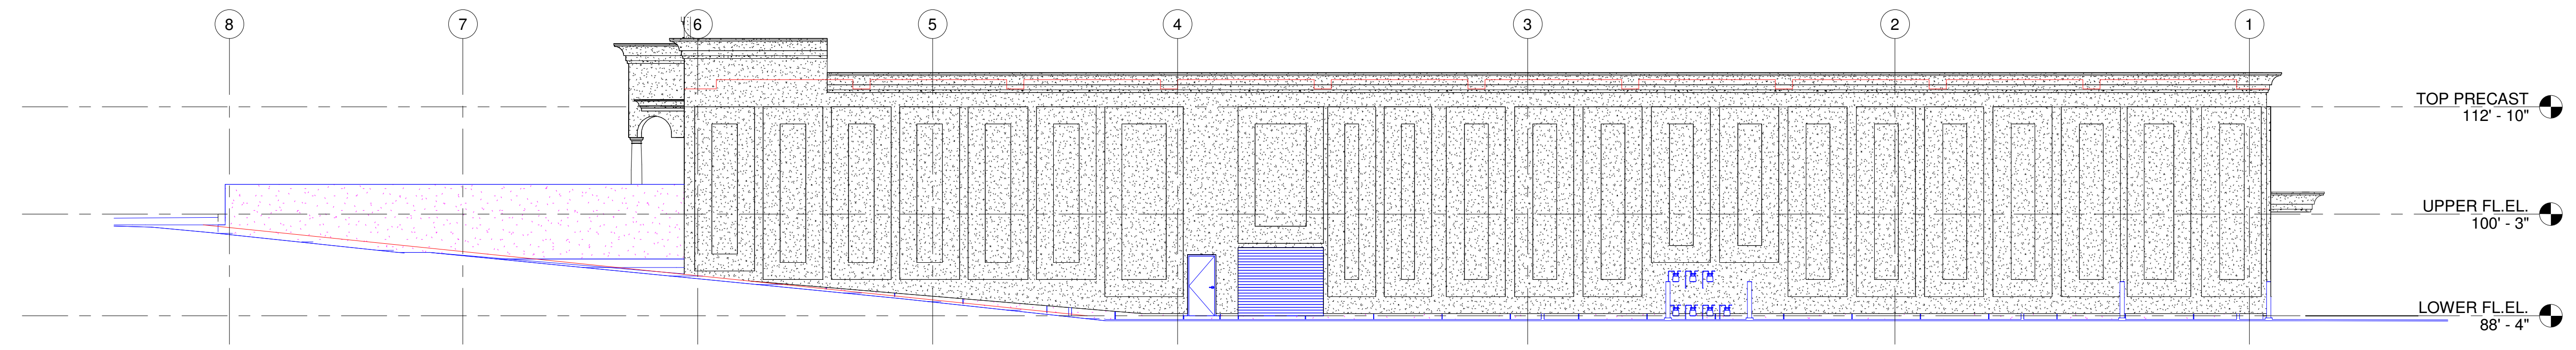 8 7 6 5 4 3 2 1
TOP PRECAST
112' - 10"
UPPER FL.EL.
100' - 3"
LOWER FL.EL.
88' - 4"